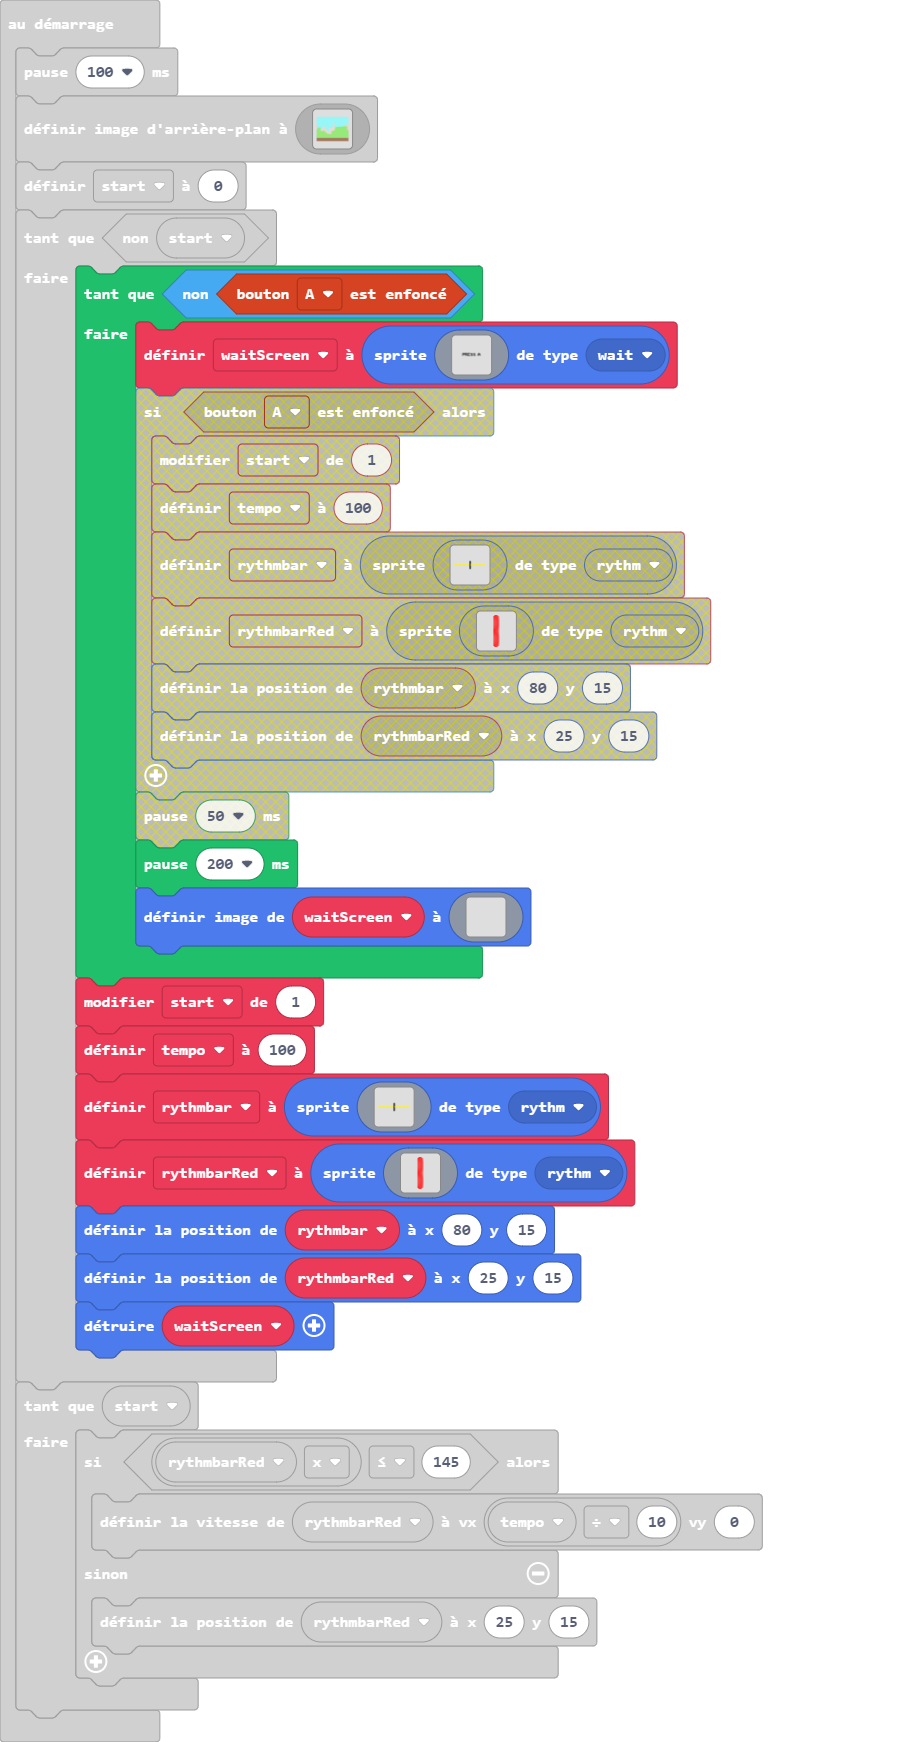 au démarrage
pause 100 ms
définir image d'arrière-plan à
définir start à 0
tant que non start
faire
tant que non bouton A est enfoncé
faire
définir waitScreen à sprite PRESS A de type wait
si bouton A est enfoncé alors
modifier start de 1
définir tempo à 100
définir rythmbar à sprite de type rythm
définir rythmbarRed à sprite de type rythm
définir la position de rythmbar à x 80 y 15
définir la position de rythmbarRed à x 25 y 15
pause 50 ms
pause 200 ms
définir image de waitScreen à
modifier start de 1
définir tempo à 100
définir rythmbar à sprite de type rythm
définir rythmbarRed à sprite de type rythm
définir la position de rythmbar à x 80 y 15
définir la position de rythmbarRed à x 25 y 15
détruire waitScreen
tant que start
faire
si rythmbarRed x ≤ 145 alors
définir la vitesse de rythmbarRed à vx tempo ÷ 10 vy 0
sinon
définir la position de rythmbarRed à x 25 y 15